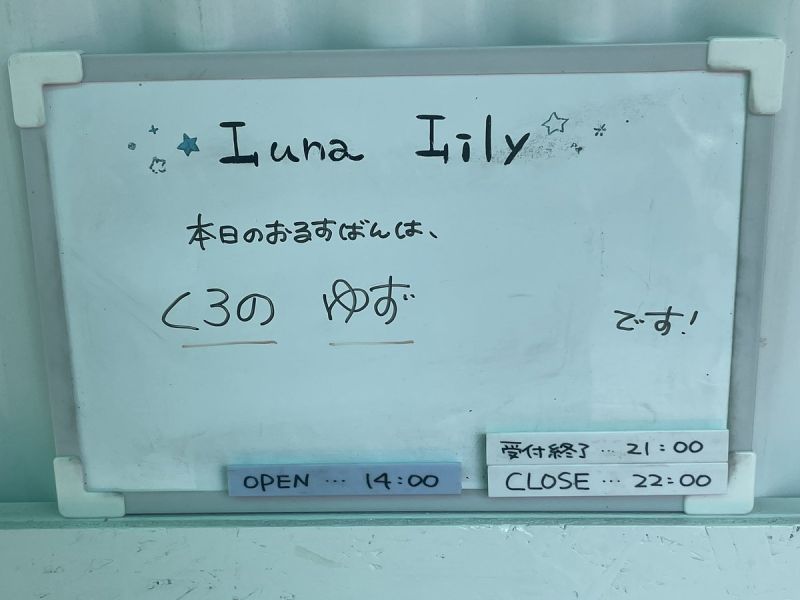 Luna Lily
本日のおるすばんは、
くろの ゆず です!
受付終了…21:00
OPEN…14:00
CLOSE…22:00